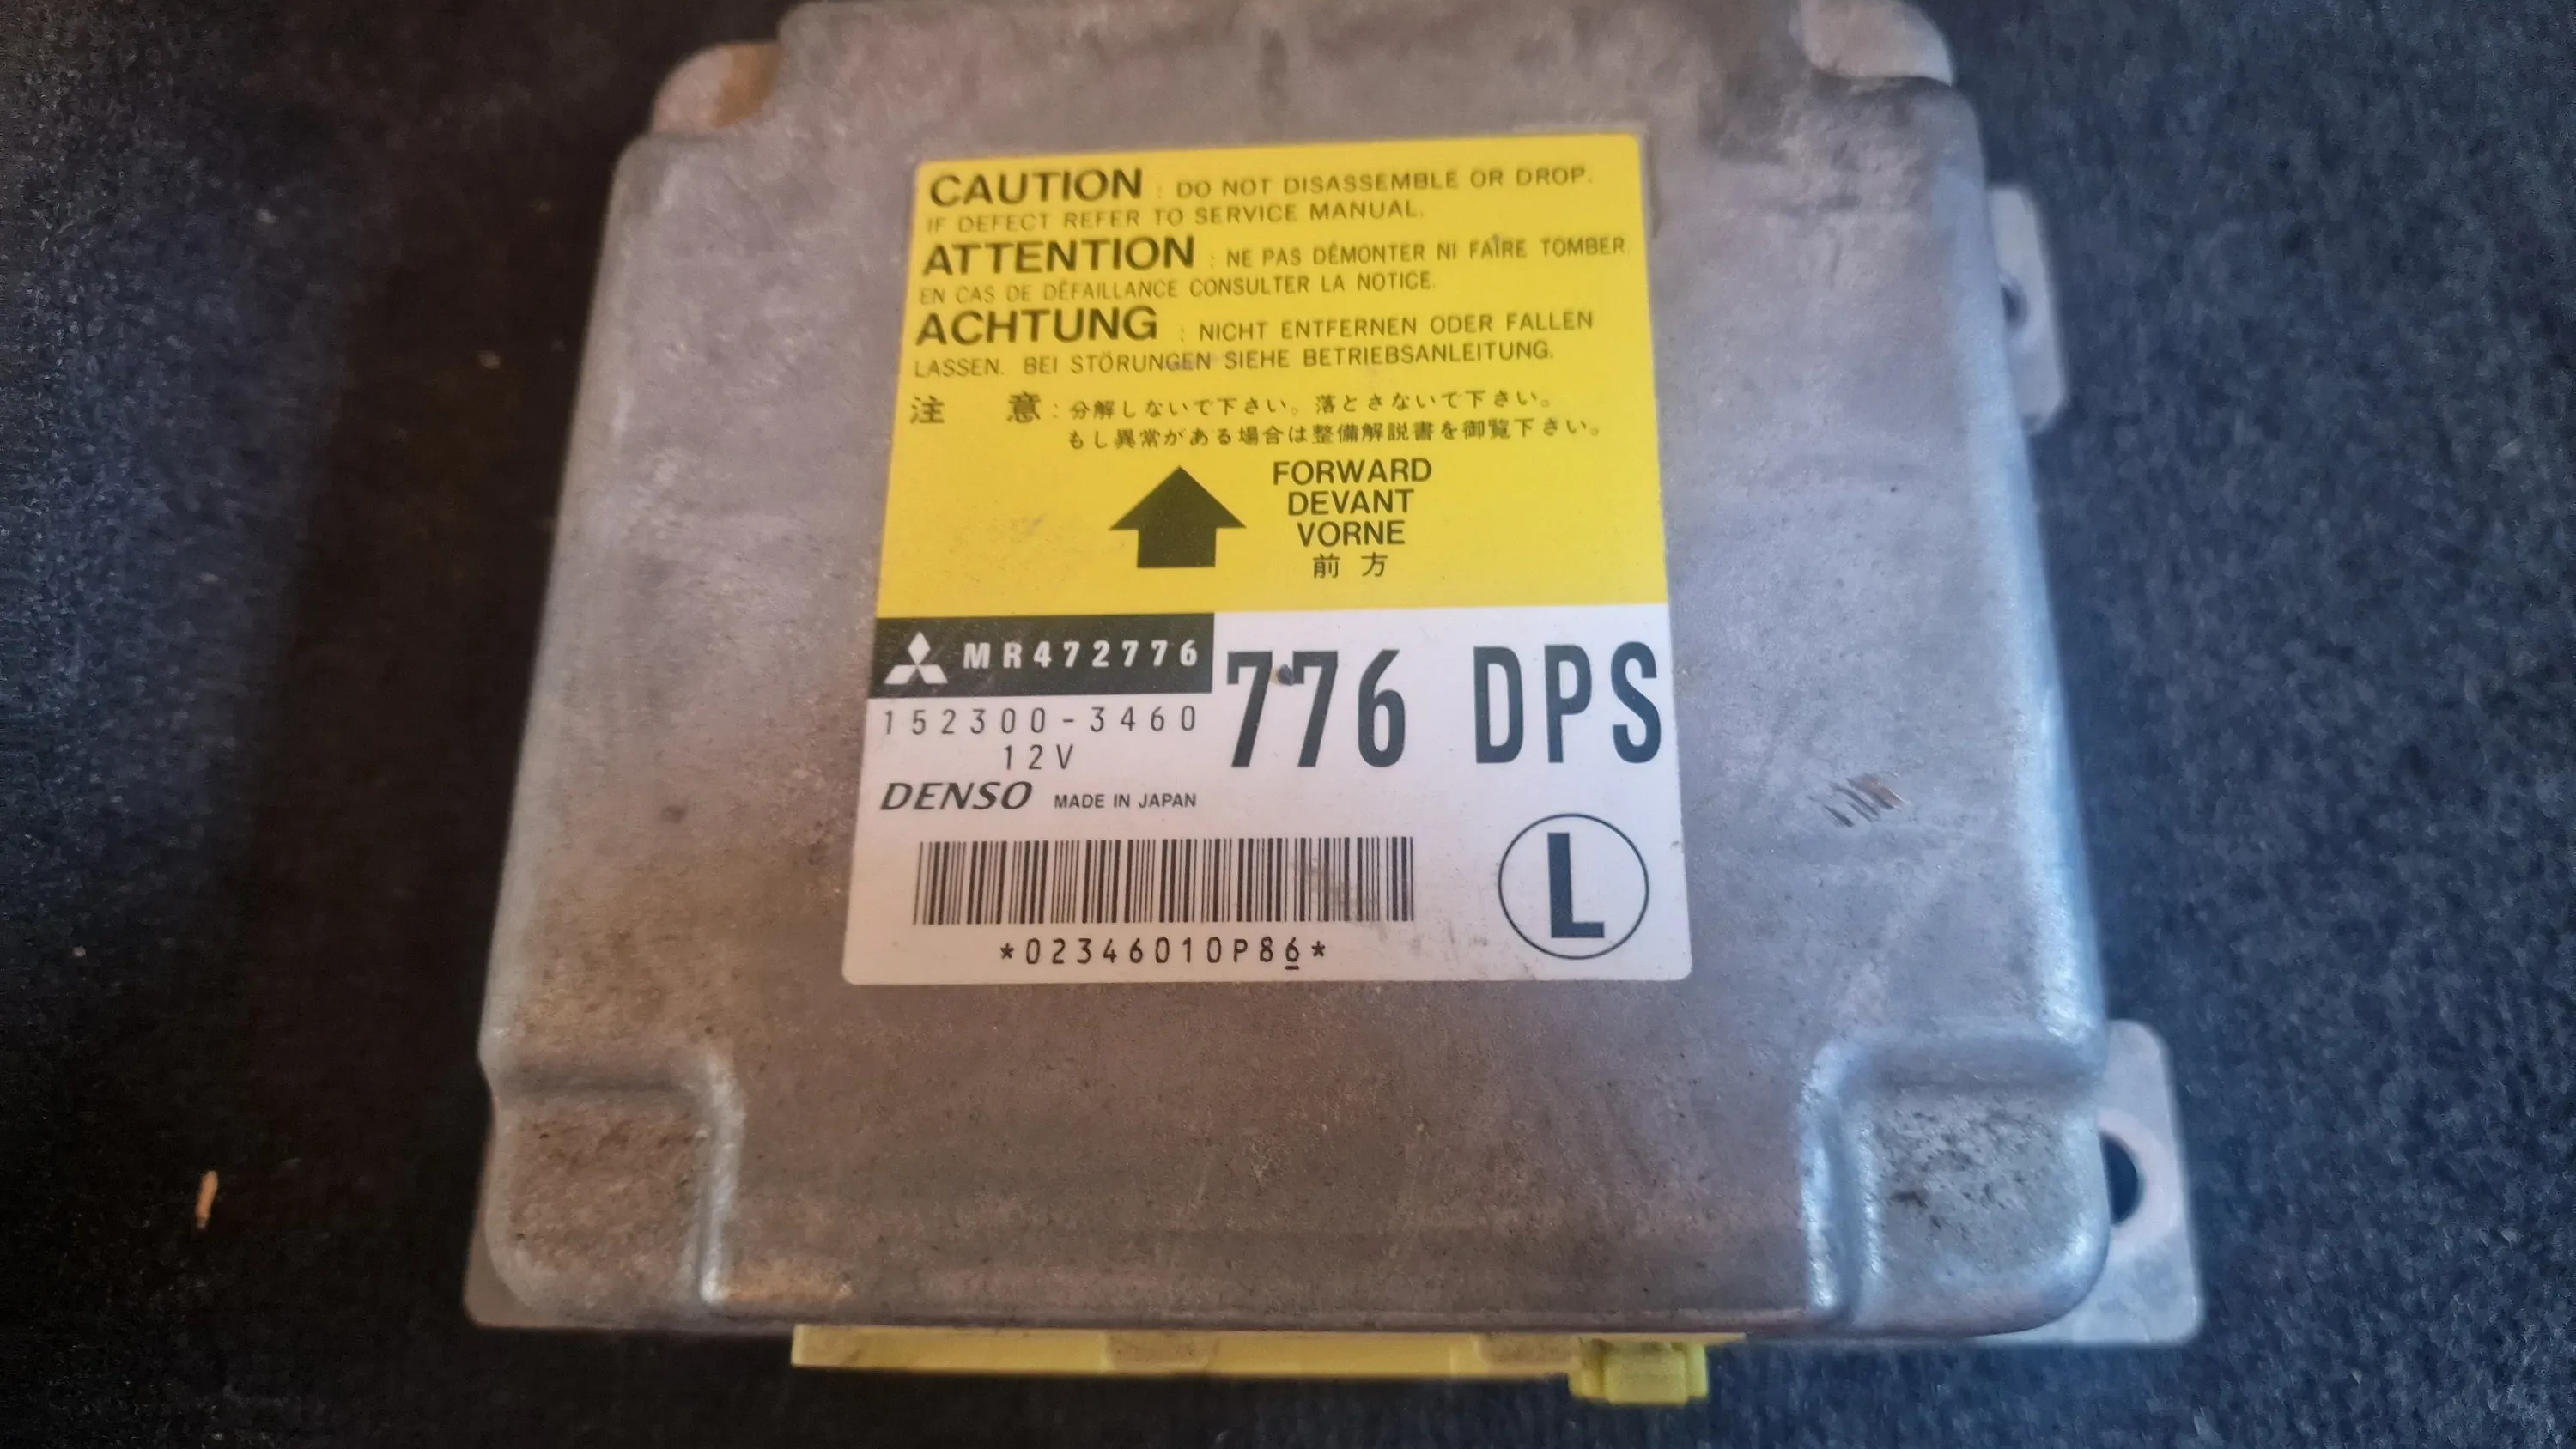 CAUTION : DO NOT DISASSEMBLE OR DROP.
IF DEFECT REFER TO SERVICE MANUAL.
ATTENTION : NE PAS DÉMONTER NI FAÎRE TOMBER
EN CAS DE DÉFAILLANCE CONSULTER LA NOTICE.
ACHTUNG : NICHT ENTFERNEN ODER FALLEN
LASSEN. BEI STÖRUNGEN SIEHE BETRIEBSANLEITUNG.
注 意 : 分解しないで下さい。落とさないで下さい。
もし異常がある場合は整備解説書を御覧下さい。
FORWARD
DEVANT
VORNE
前 方
MR472776
776 DPS
152300-3460
12V
DENSO MADE IN JAPAN
L
*02346010P86*